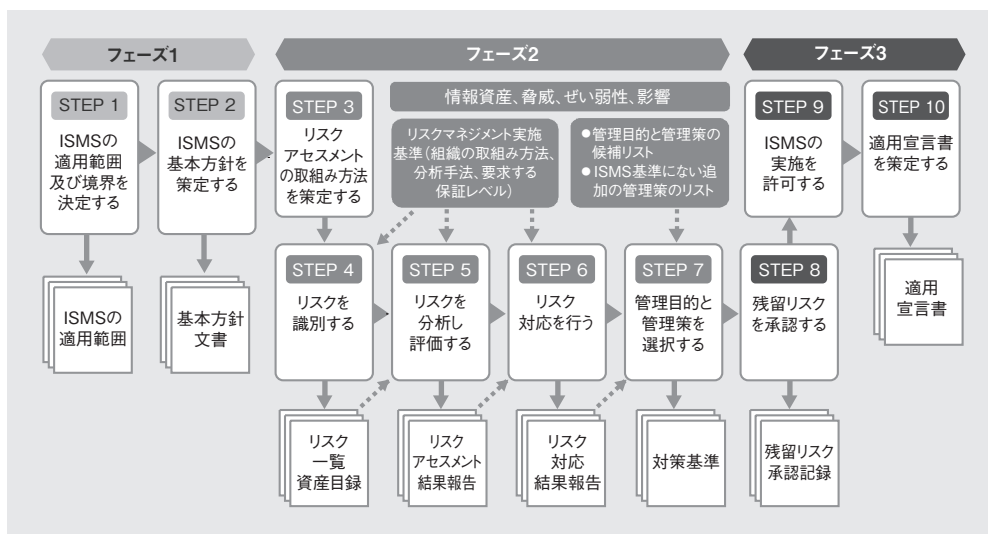 フェーズ1
フェーズ2
フェーズ3
STEP 1
ISMSの
適用範囲
及び境界を
決定する
STEP 2
ISMSの
基本方針を
策定する
STEP 3
リスク
アセスメント
の取組み方法
を策定する
情報資産、脅威、ぜい弱性、影響
リスクマネジメント実施
基準（組織の取組み方法、
分析手法、要求する
保証レベル）
●管理目的と管理策の
候補リスト
●ISMS基準にない追
加の管理策のリスト
STEP 9
ISMSの
実施を
許可する
STEP 10
適用宣言書
を策定する
STEP 4
リスクを
識別する
STEP 5
リスクを
分析し
評価する
STEP 6
リスク
対応を行う
STEP 7
管理目的と
管理策を
選択する
STEP 8
残留リスク
を承認する
ISMSの
適用範囲
基本方針
文書
適用
宣言書
リスク
一覧
資産目録
リスク
アセスメント
結果報告
リスク
対応
結果報告
対策基準
残留リスク
承認記録